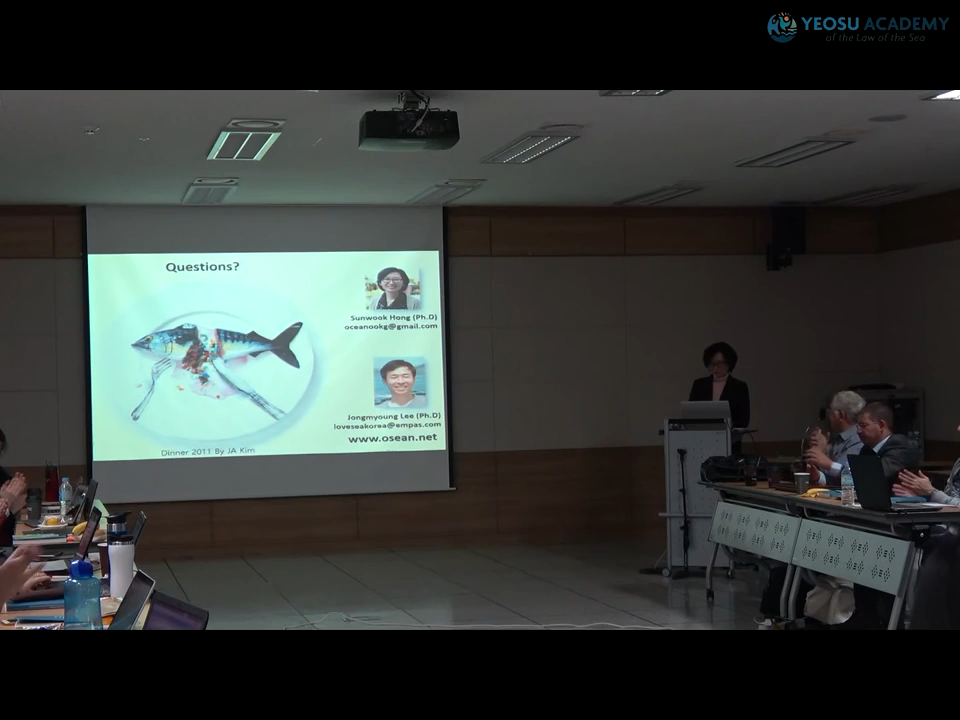 YEOSU ACADEMY
of the Law of the Sea
Questions?
Sunwook Hong (Ph.D)
oceanookg@gmail.com
Jongmyoung Lee (Ph.D)
loveseakorea@empas.com
www.osean.net
Dinner 2011 By JA Kim